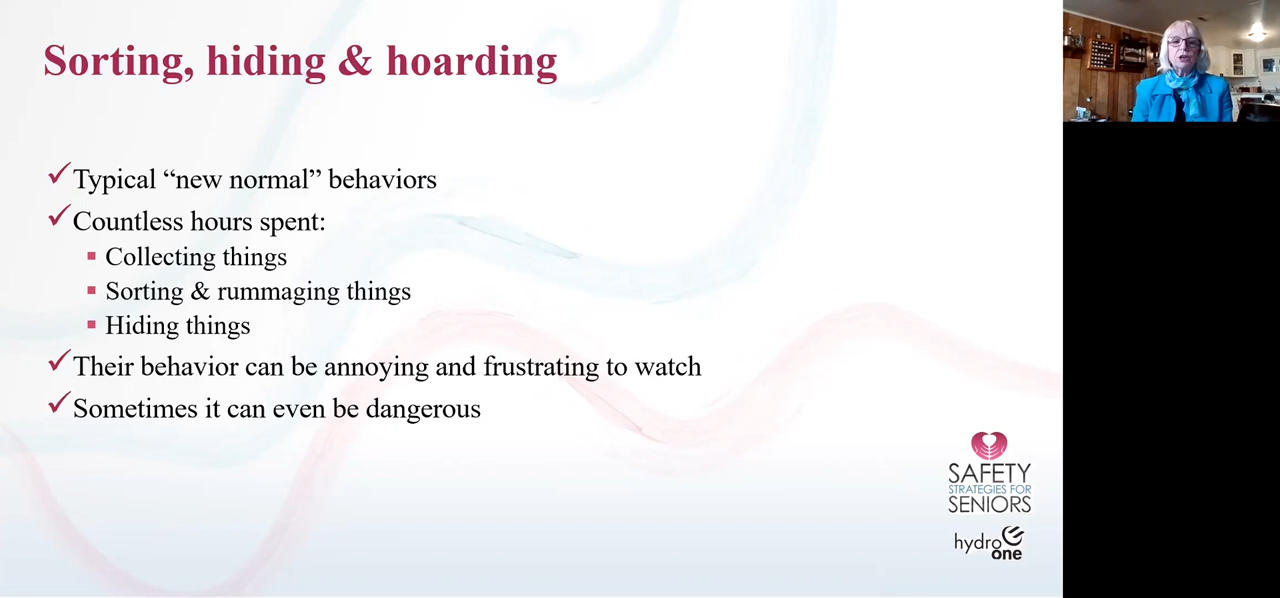 Sorting, hiding & hoarding
Typical “new normal” behaviors
Countless hours spent:
Collecting things
Sorting & rummaging things
Hiding things
Their behavior can be annoying and frustrating to watch
Sometimes it can even be dangerous
SAFETY
STRATEGIES FOR
SENIORS
hydro
one